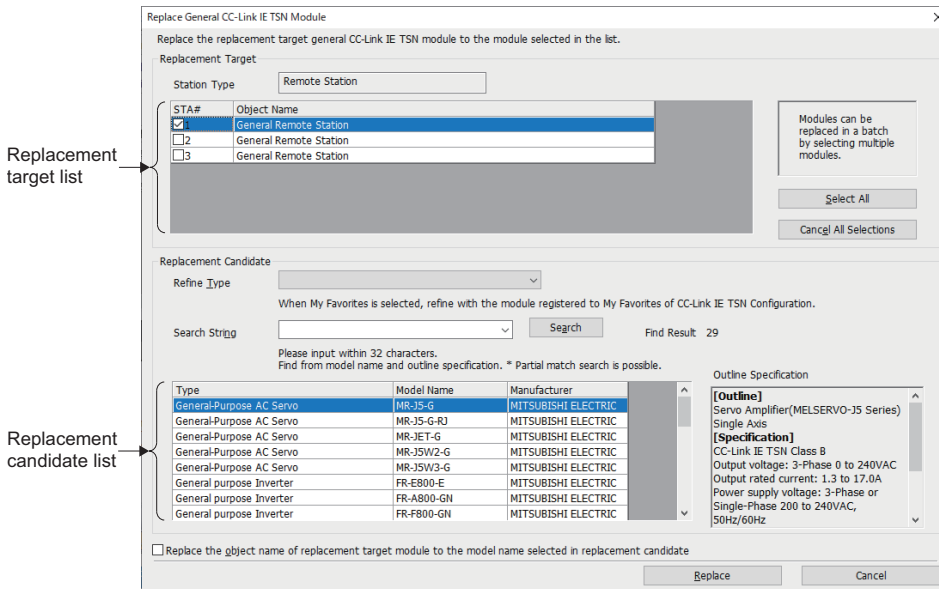 Replace General CC-Link IE TSN Module
Replace the replacement target general CC-Link IE TSN module to the module selected in the list.
Replacement Target
Station Type Remote Station
STA# Object Name
1 General Remote Station
2 General Remote Station
3 General Remote Station
Replacement
target list
Modules can be
replaced in a batch
by selecting multiple
modules.
Select All
Cancel All Selections
Replacement Candidate
Refine Type
When My Favorites is selected, refine with the module registered to My Favorites of CC-Link IE TSN Configuration.
Search String Search Find Result 29
Please input within 32 characters.
Find from model name and outline specification. * Partial match search is possible.
Replacement
candidate list
Type Model Name Manufacturer
General-Purpose AC Servo MR-J5-G MITSUBISHI ELECTRIC
General-Purpose AC Servo MR-J5-G-RJ MITSUBISHI ELECTRIC
General-Purpose AC Servo MR-JET-G MITSUBISHI ELECTRIC
General-Purpose AC Servo MR-J5W2-G MITSUBISHI ELECTRIC
General-Purpose AC Servo MR-J5W3-G MITSUBISHI ELECTRIC
General purpose Inverter FR-E800-E MITSUBISHI ELECTRIC
General purpose Inverter FR-A800-GN MITSUBISHI ELECTRIC
General purpose Inverter FR-F800-GN MITSUBISHI ELECTRIC
Outline Specification
[Outline]
Servo Amplifier(MELSERVO-J5 Series)
Single Axis
[Specification]
CC-Link IE TSN Class B
Output voltage: 3-Phase 0 to 240VAC
Output rated current: 1.3 to 17.0A
Power supply voltage: 3-Phase or
Single-Phase 200 to 240VAC,
50Hz/60Hz
Replace the object name of replacement target module to the model name selected in replacement candidate
Replace Cancel